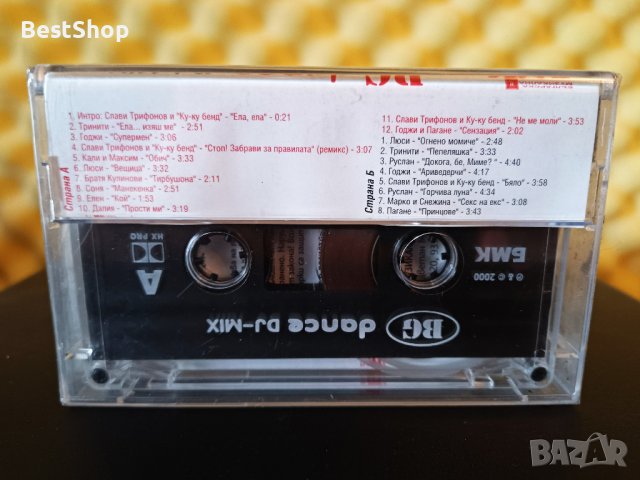 BestShop
BG
Страна А
1. Интро: Слави Трифонов и "Ку-ку бенд" - "Ела, ела" - 0:21
2. Тринити - "Ела... изяш ме" - 2:51
3. Годжи - "Супермен" - 3:06
4. Слави Трифонов и "Ку-ку бенд" - "Стоп! Забрави за правилата" (ремикс) - 3:07
5. Кали и Максим - "Обич" - 3:33
6. Люси - "Вещица" - 3:32
7. Братя Кулинови - "Тирбушона" - 2:11
8. Соня - "Манекенка" - 2:51
9. Елен - "Кой" - 1:53
10. Далия - "Прости ми" - 3:19
11. Слави Трифонов и "Ку-ку бенд" - "Не ме моли" - 3:53
12. Годжи и Пагане - "Сензация" - 2:02
Страна Б
1. Люси - "Огнено момиче" - 2:48
2. Тринити - "Пепеляшка" - 3:33
3. Руслан - "Докога, бе, Миме?" - 4:40
4. Годжи - "Ариведерчи" - 4:17
5. Слави Трифонов и Ку-ку бенд - "Бяло" - 3:58
6. Руслан - "Горчива луна" - 4:34
7. Марко и Снежина - "Секс на екс" - 3:08
8. Пагане - "Принцове" - 3:43
A
HX PRO
БМК
℗ & © 2000
BG dance DJ-MIX
BAZAR
bg